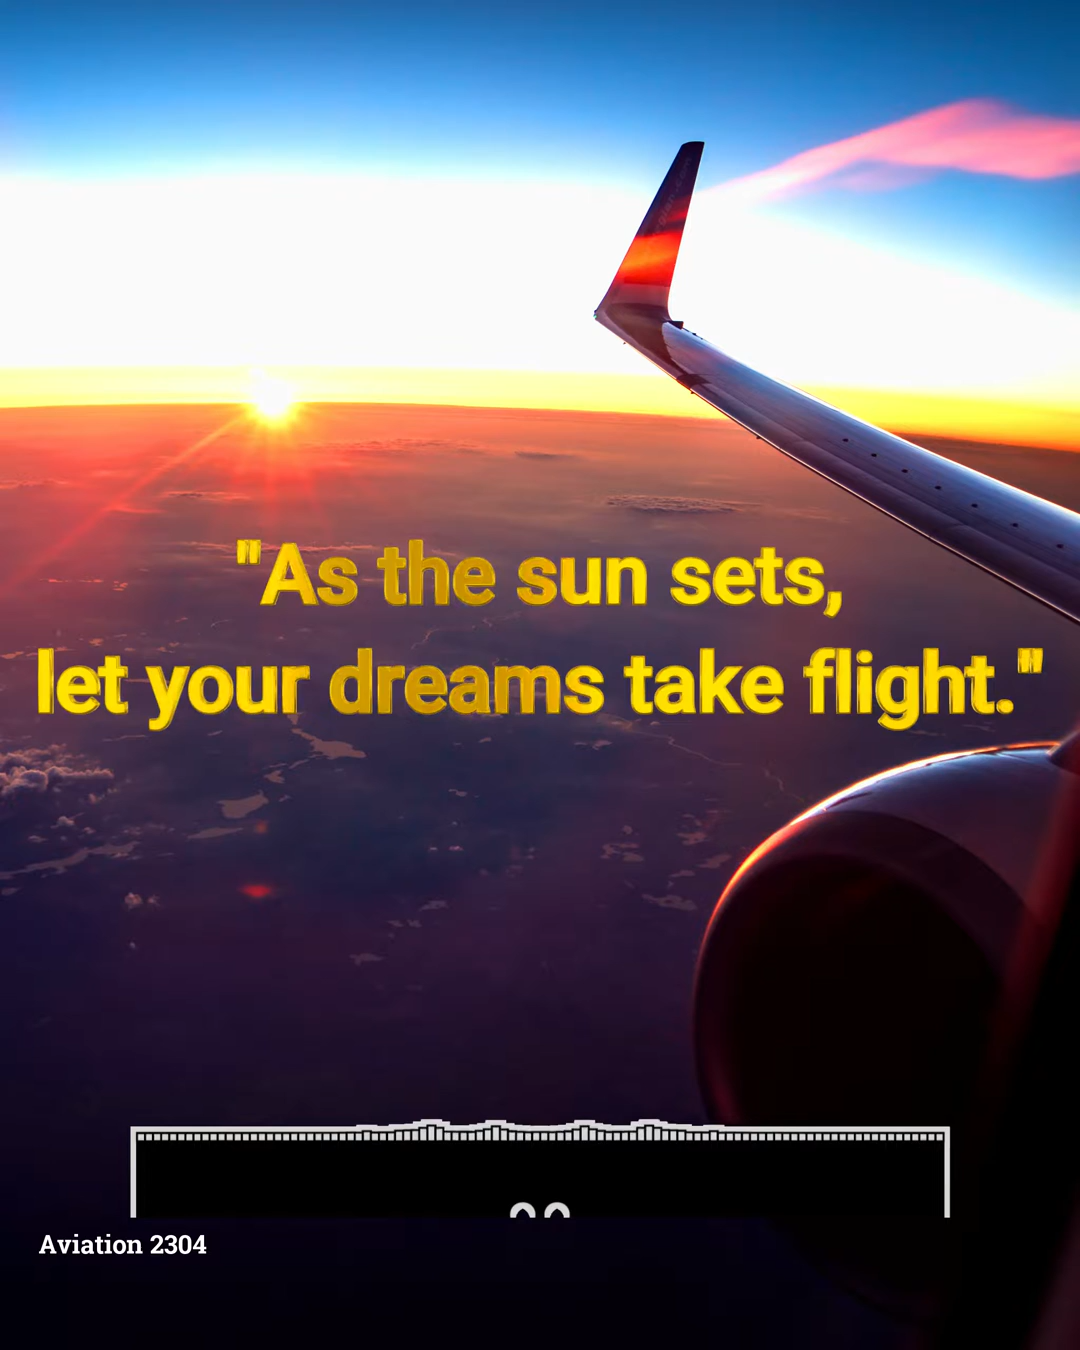 "As the sun sets,
let your dreams take flight."
Aviation 2304